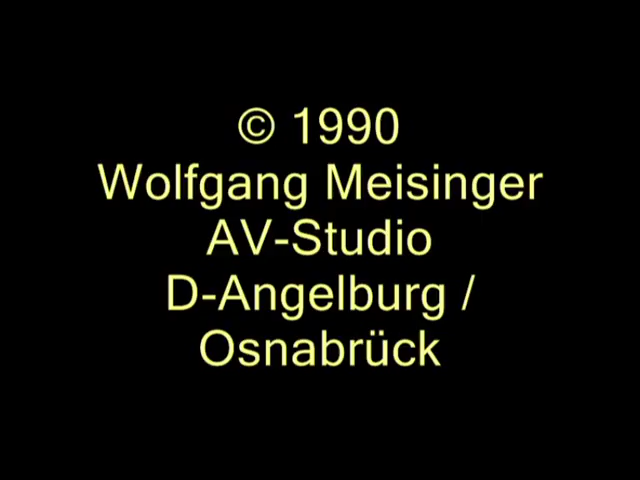 © 1990
Wolfgang Meisinger
AV-Studio
D-Angelburg /
Osnabrück